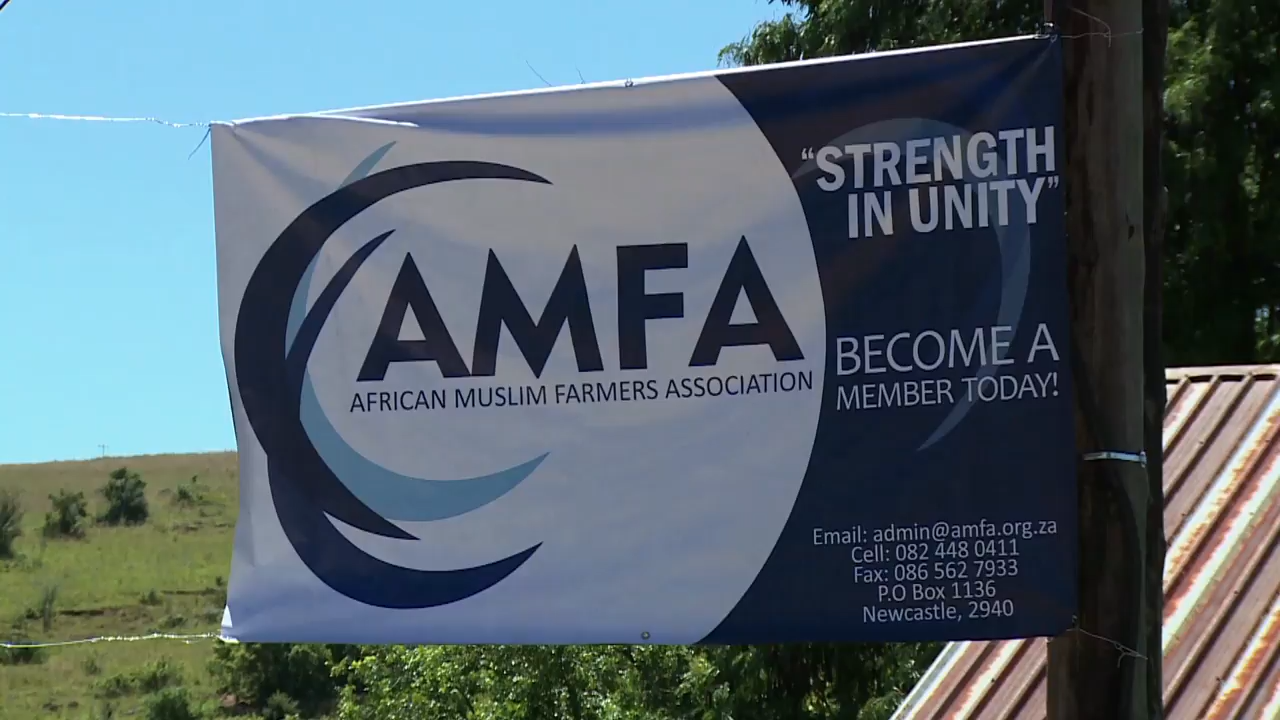 AMFA
AFRICAN MUSLIM FARMERS ASSOCIATION
“STRENGTH
IN UNITY”
BECOME A
MEMBER TODAY!
Email: admin@amfa.org.za
Cell: 082 448 0411
Fax: 086 562 7933
P.O Box 1136
Newcastle, 2940